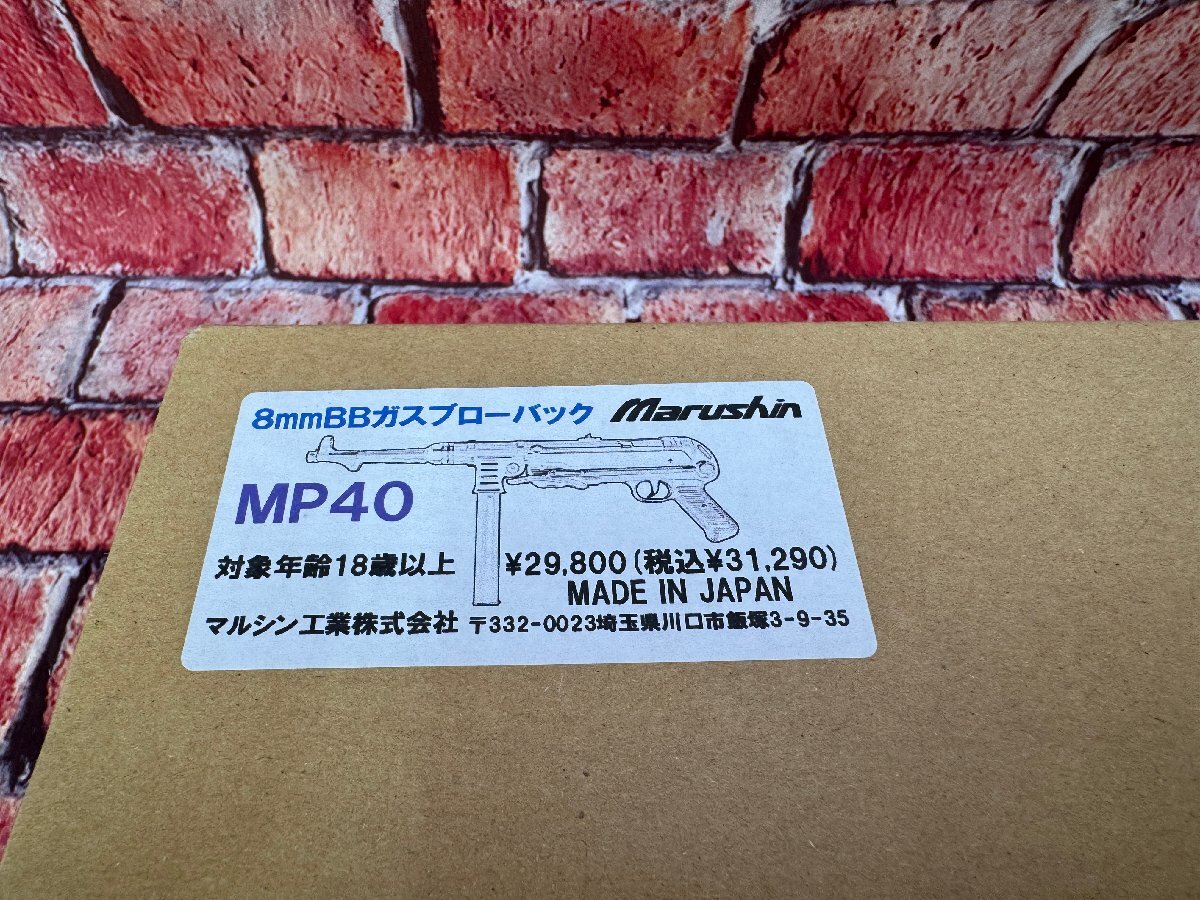 8mmBBガスブローバック Marushin
MP40
対象年齢18歳以上 ¥29,800(税込¥31,290)
MADE IN JAPAN
マルシン工業株式会社 〒332-0023埼玉県川口市飯塚3-9-35